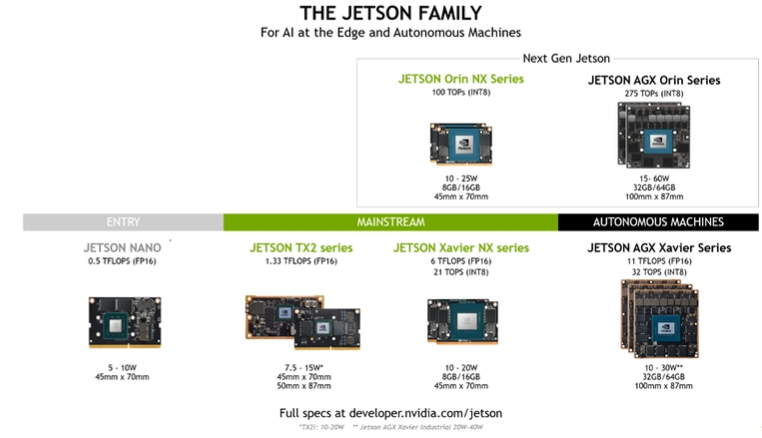 THE JETSON FAMILY
For AI at the Edge and Autonomous Machines
Next Gen Jetson
JETSON Orin NX Series
100 TOPs (INT8)
10 - 25W
8GB/16GB
45mm x 70mm
JETSON AGX Orin Series
275 TOPs (INT8)
15- 60W
32GB/64GB
100mm x 87mm
ENTRY
MAINSTREAM
AUTONOMOUS MACHINES
JETSON NANO
0.5 TFLOPS (FP16)
5 - 10W
45mm x 70mm
JETSON TX2 series
1.33 TFLOPS (FP16)
7.5 - 15W*
45mm x 70mm
50mm x 87mm
JETSON Xavier NX series
6 TFLOPS (FP16)
21 TOPS (INT8)
10 - 20W
8GB/16GB
45mm x 70mm
JETSON AGX Xavier Series
11 TFLOPS (FP16)
32 TOPS (INT8)
10 - 30W**
32GB/64GB
100mm x 87mm
Full specs at developer.nvidia.com/jetson
*TX2i: 10-20W ** Jetson AGX Xavier Industrial 20W-40W